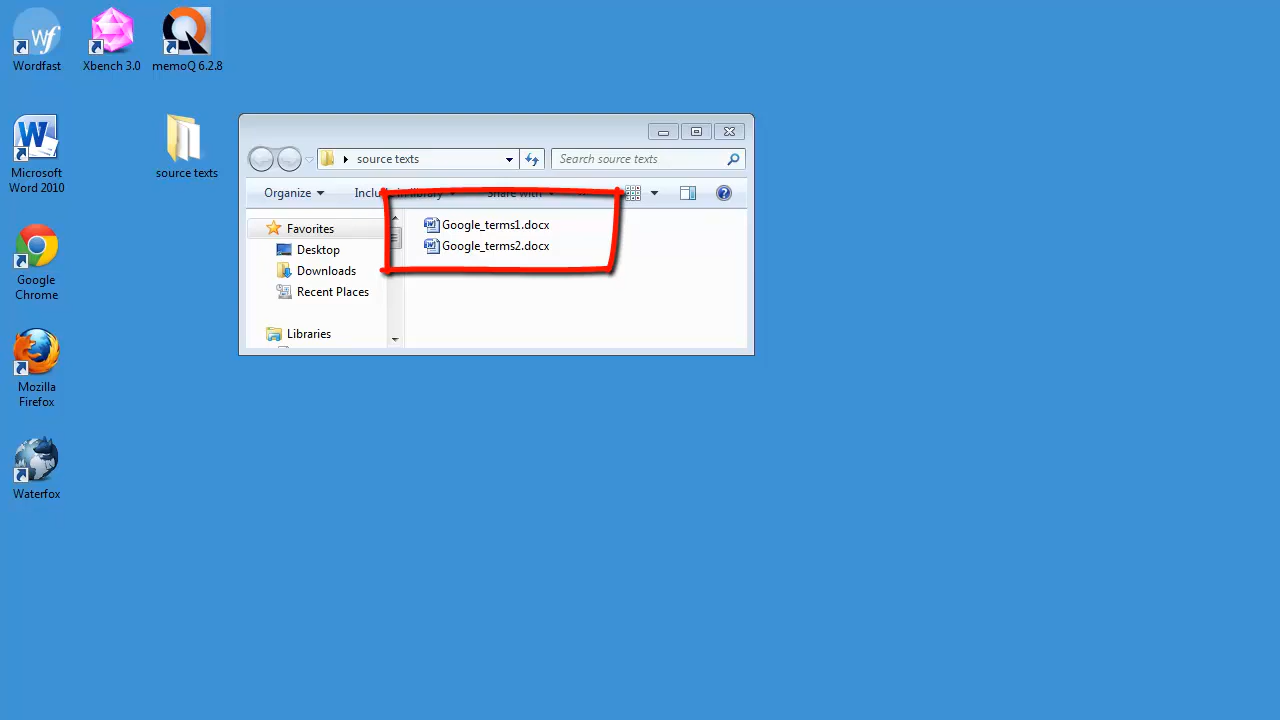 Wordfast
Xbench 3.0
memoQ 6.2.8
Microsoft
Word 2010
source texts
Google
Chrome
Mozilla
Firefox
Waterfox
source texts
Search source texts
Organize
Include in library
Share with
Favorites
Desktop
Downloads
Recent Places
Libraries
Google_terms1.docx
Google_terms2.docx